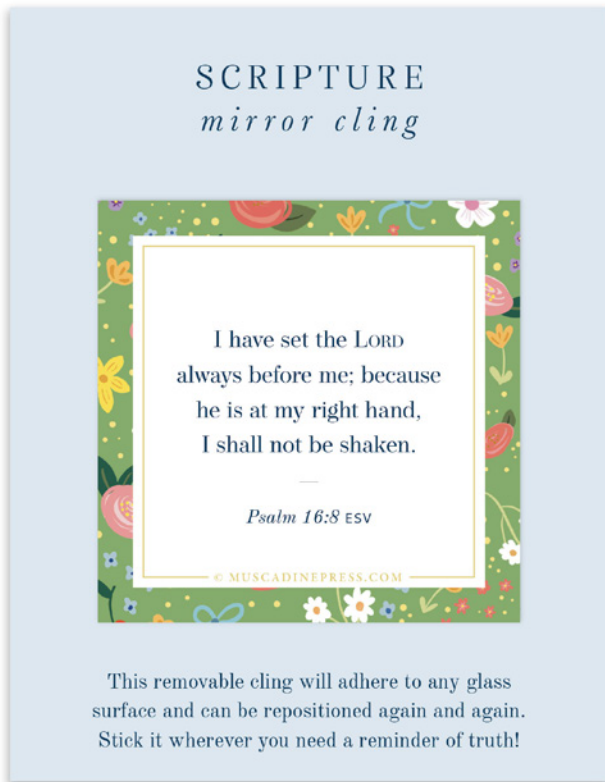 SCRIPTURE
mirror cling
I have set the LORD
always before me; because
he is at my right hand,
I shall not be shaken.
Psalm 16:8 ESV
© MUSCADINEPRESS.COM
This removable cling will adhere to any glass
surface and can be repositioned again and again.
Stick it wherever you need a reminder of truth!